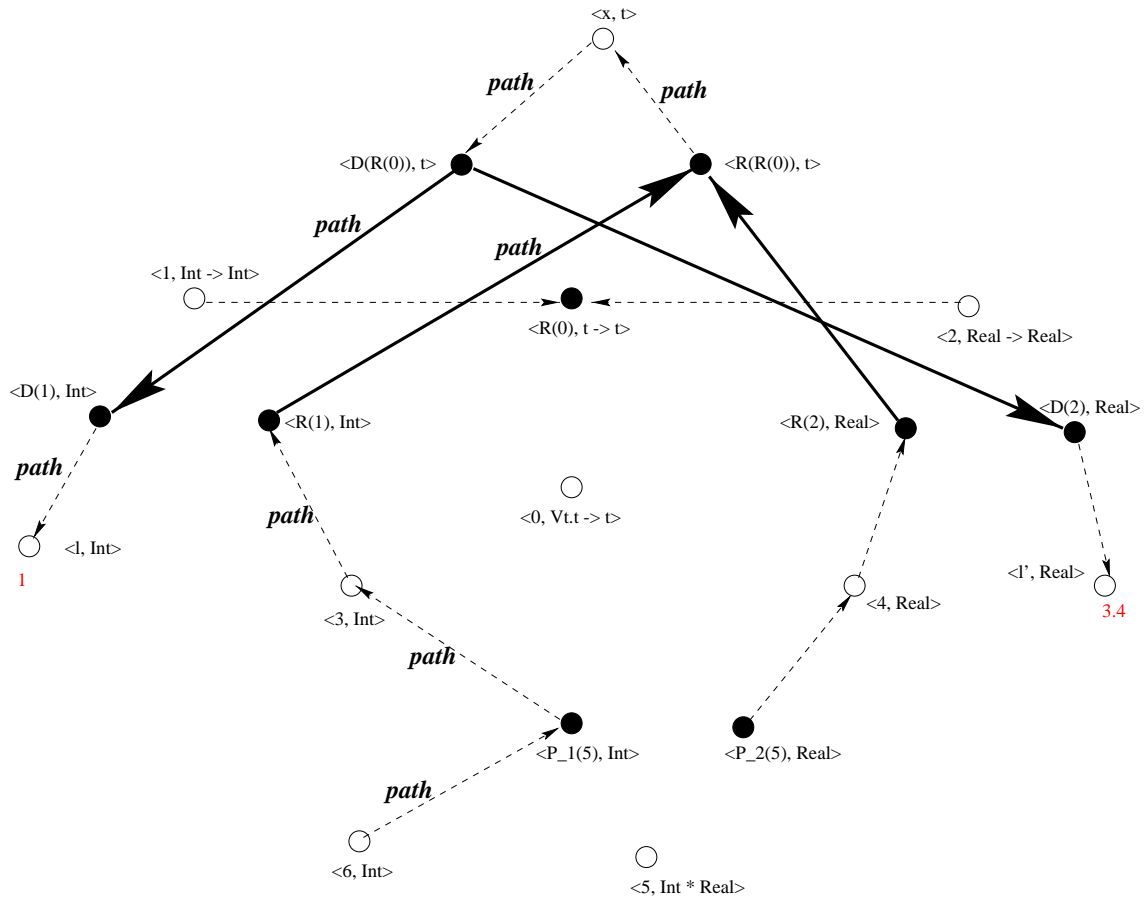 <x, t>
path
path
<D(R(0)), t>
<R(R(0)), t>
path
path
<1, Int -> Int>
<R(0), t -> t>
<2, Real -> Real>
<D(1), Int>
<R(1), Int>
<R(2), Real>
<D(2), Real>
path
path
<0, Vt.t -> t>
<l, Int>
<l', Real>
1
<3, Int>
<4, Real>
3.4
path
<P_1(5), Int>
<P_2(5), Real>
path
<6, Int>
<5, Int * Real>